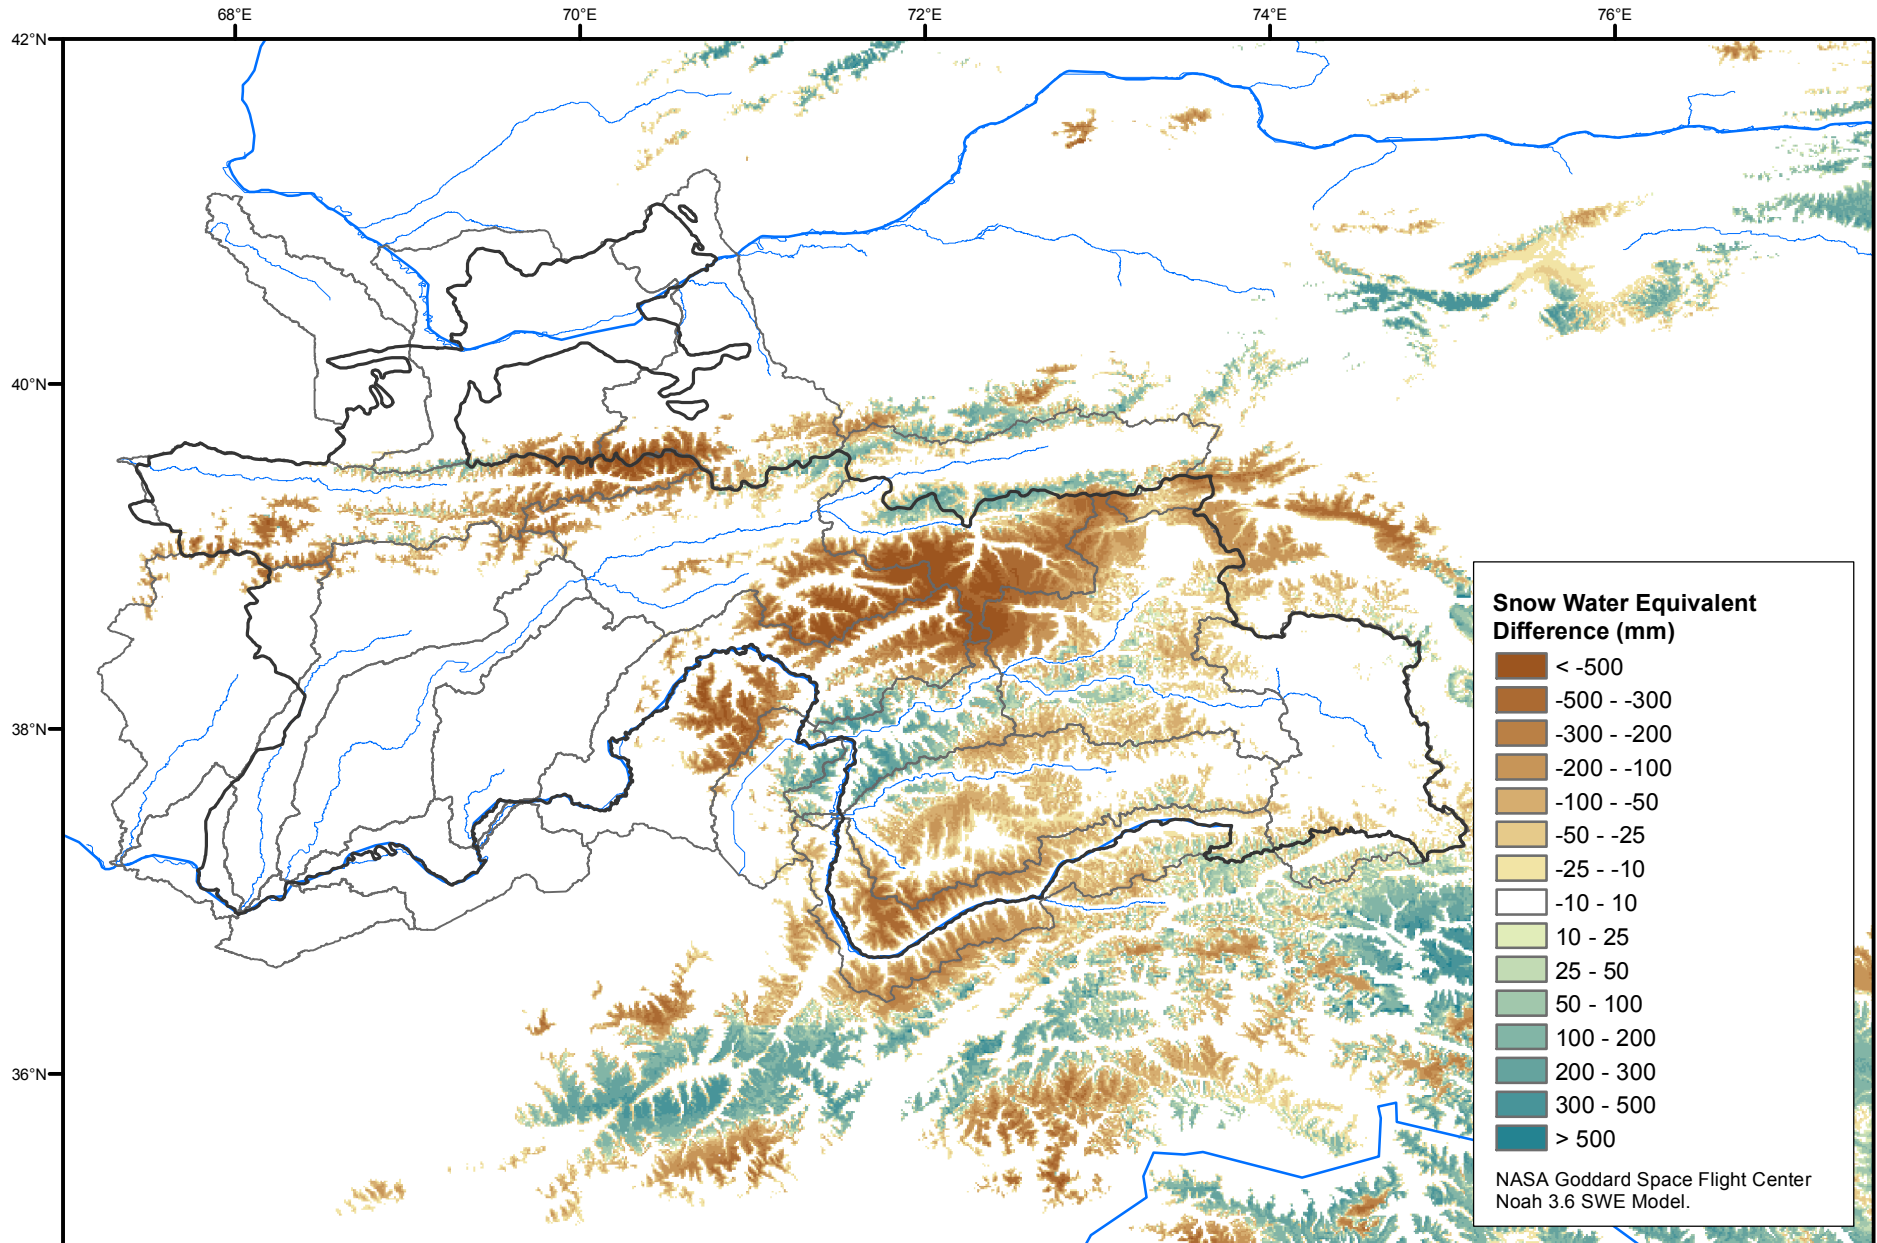 68°E
70°E
72°E
74°E
76°E
42°N
40°N
38°N
36°N
Snow Water Equivalent
Difference (mm)
< -500
-500 - -300
-300 - -200
-200 - -100
-100 - -50
-50 - -25
-25 - -10
-10 - 10
10 - 25
25 - 50
50 - 100
100 - 200
200 - 300
300 - 500
> 500
NASA Goddard Space Flight Center
Noah 3.6 SWE Model.